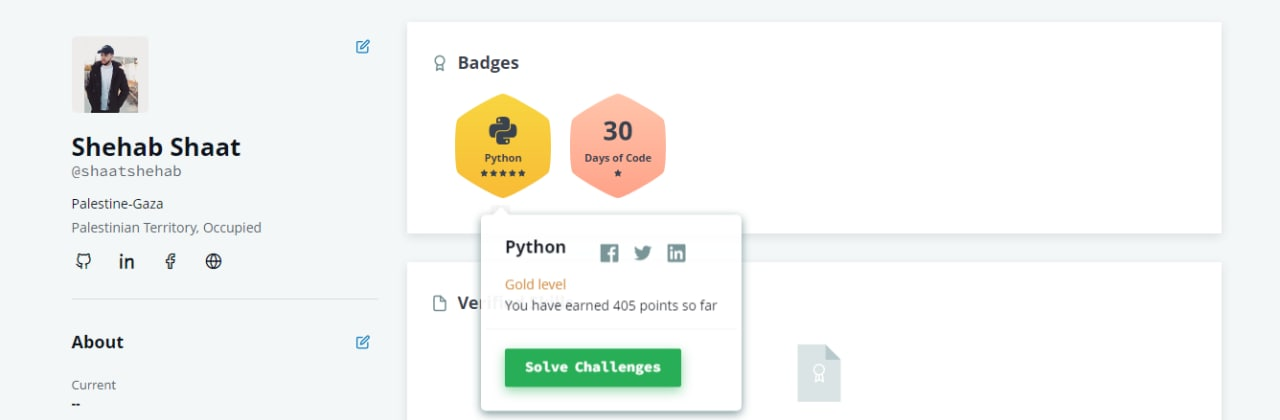 Shehab Shaat
@shaatshehab
Palestine-Gaza
Palestinian Territory, Occupied
in
About
Current
--
Badges
Python
30
Days of Code
Python
Gold level
You have earned 405 points so far
Solve Challenges